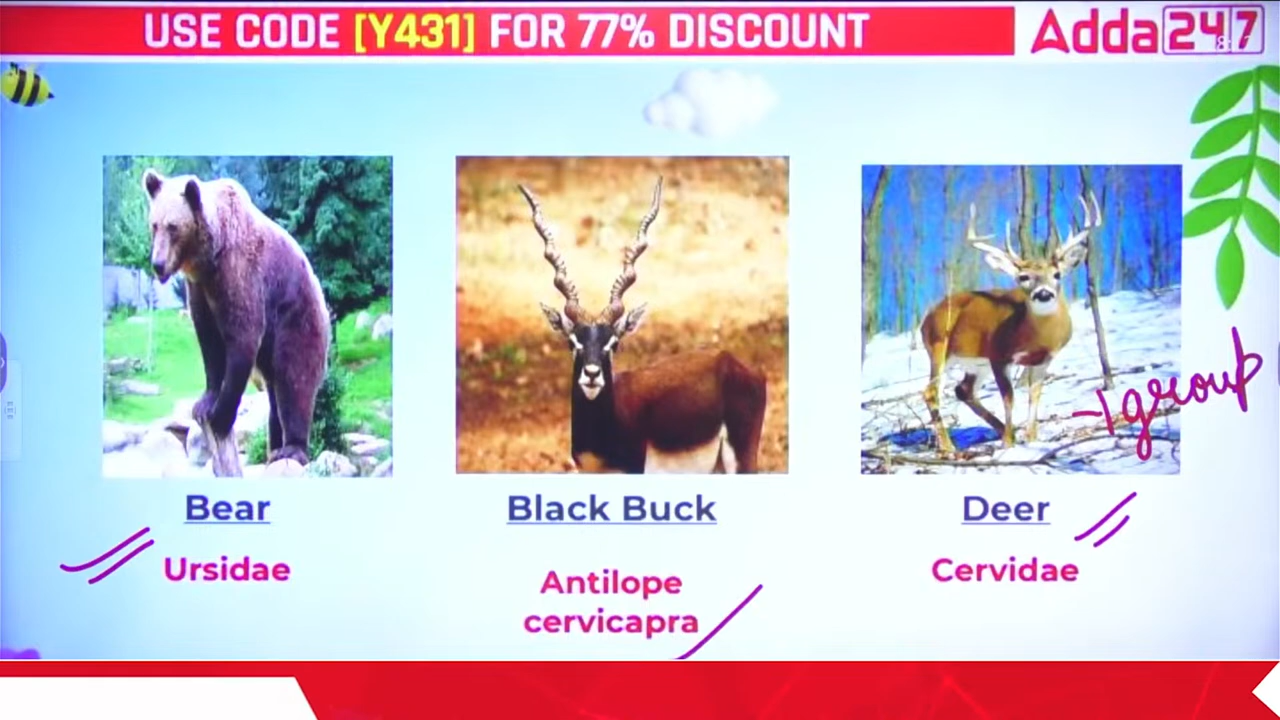 USE CODE [Y431] FOR 77% DISCOUNT
Adda247
group
Bear
Black Buck
Deer
Ursidae
Antilope
cervicapra
Cervidae